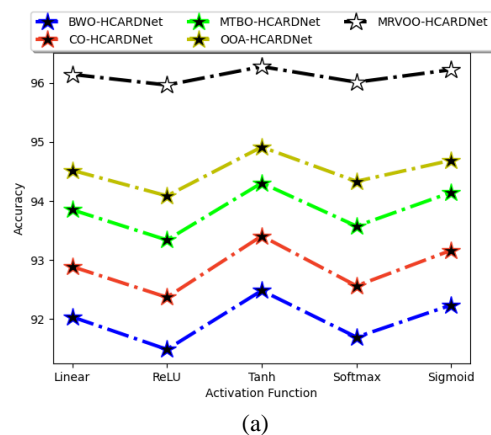 BWO-HCARDNet MTBO-HCARDNet MRVOO-HCARDNet
CO-HCARDNet OOA-HCARDNet
96
95
94
93
92
Accuracy
Linear ReLU Tanh Softmax Sigmoid
Activation Function
(a)